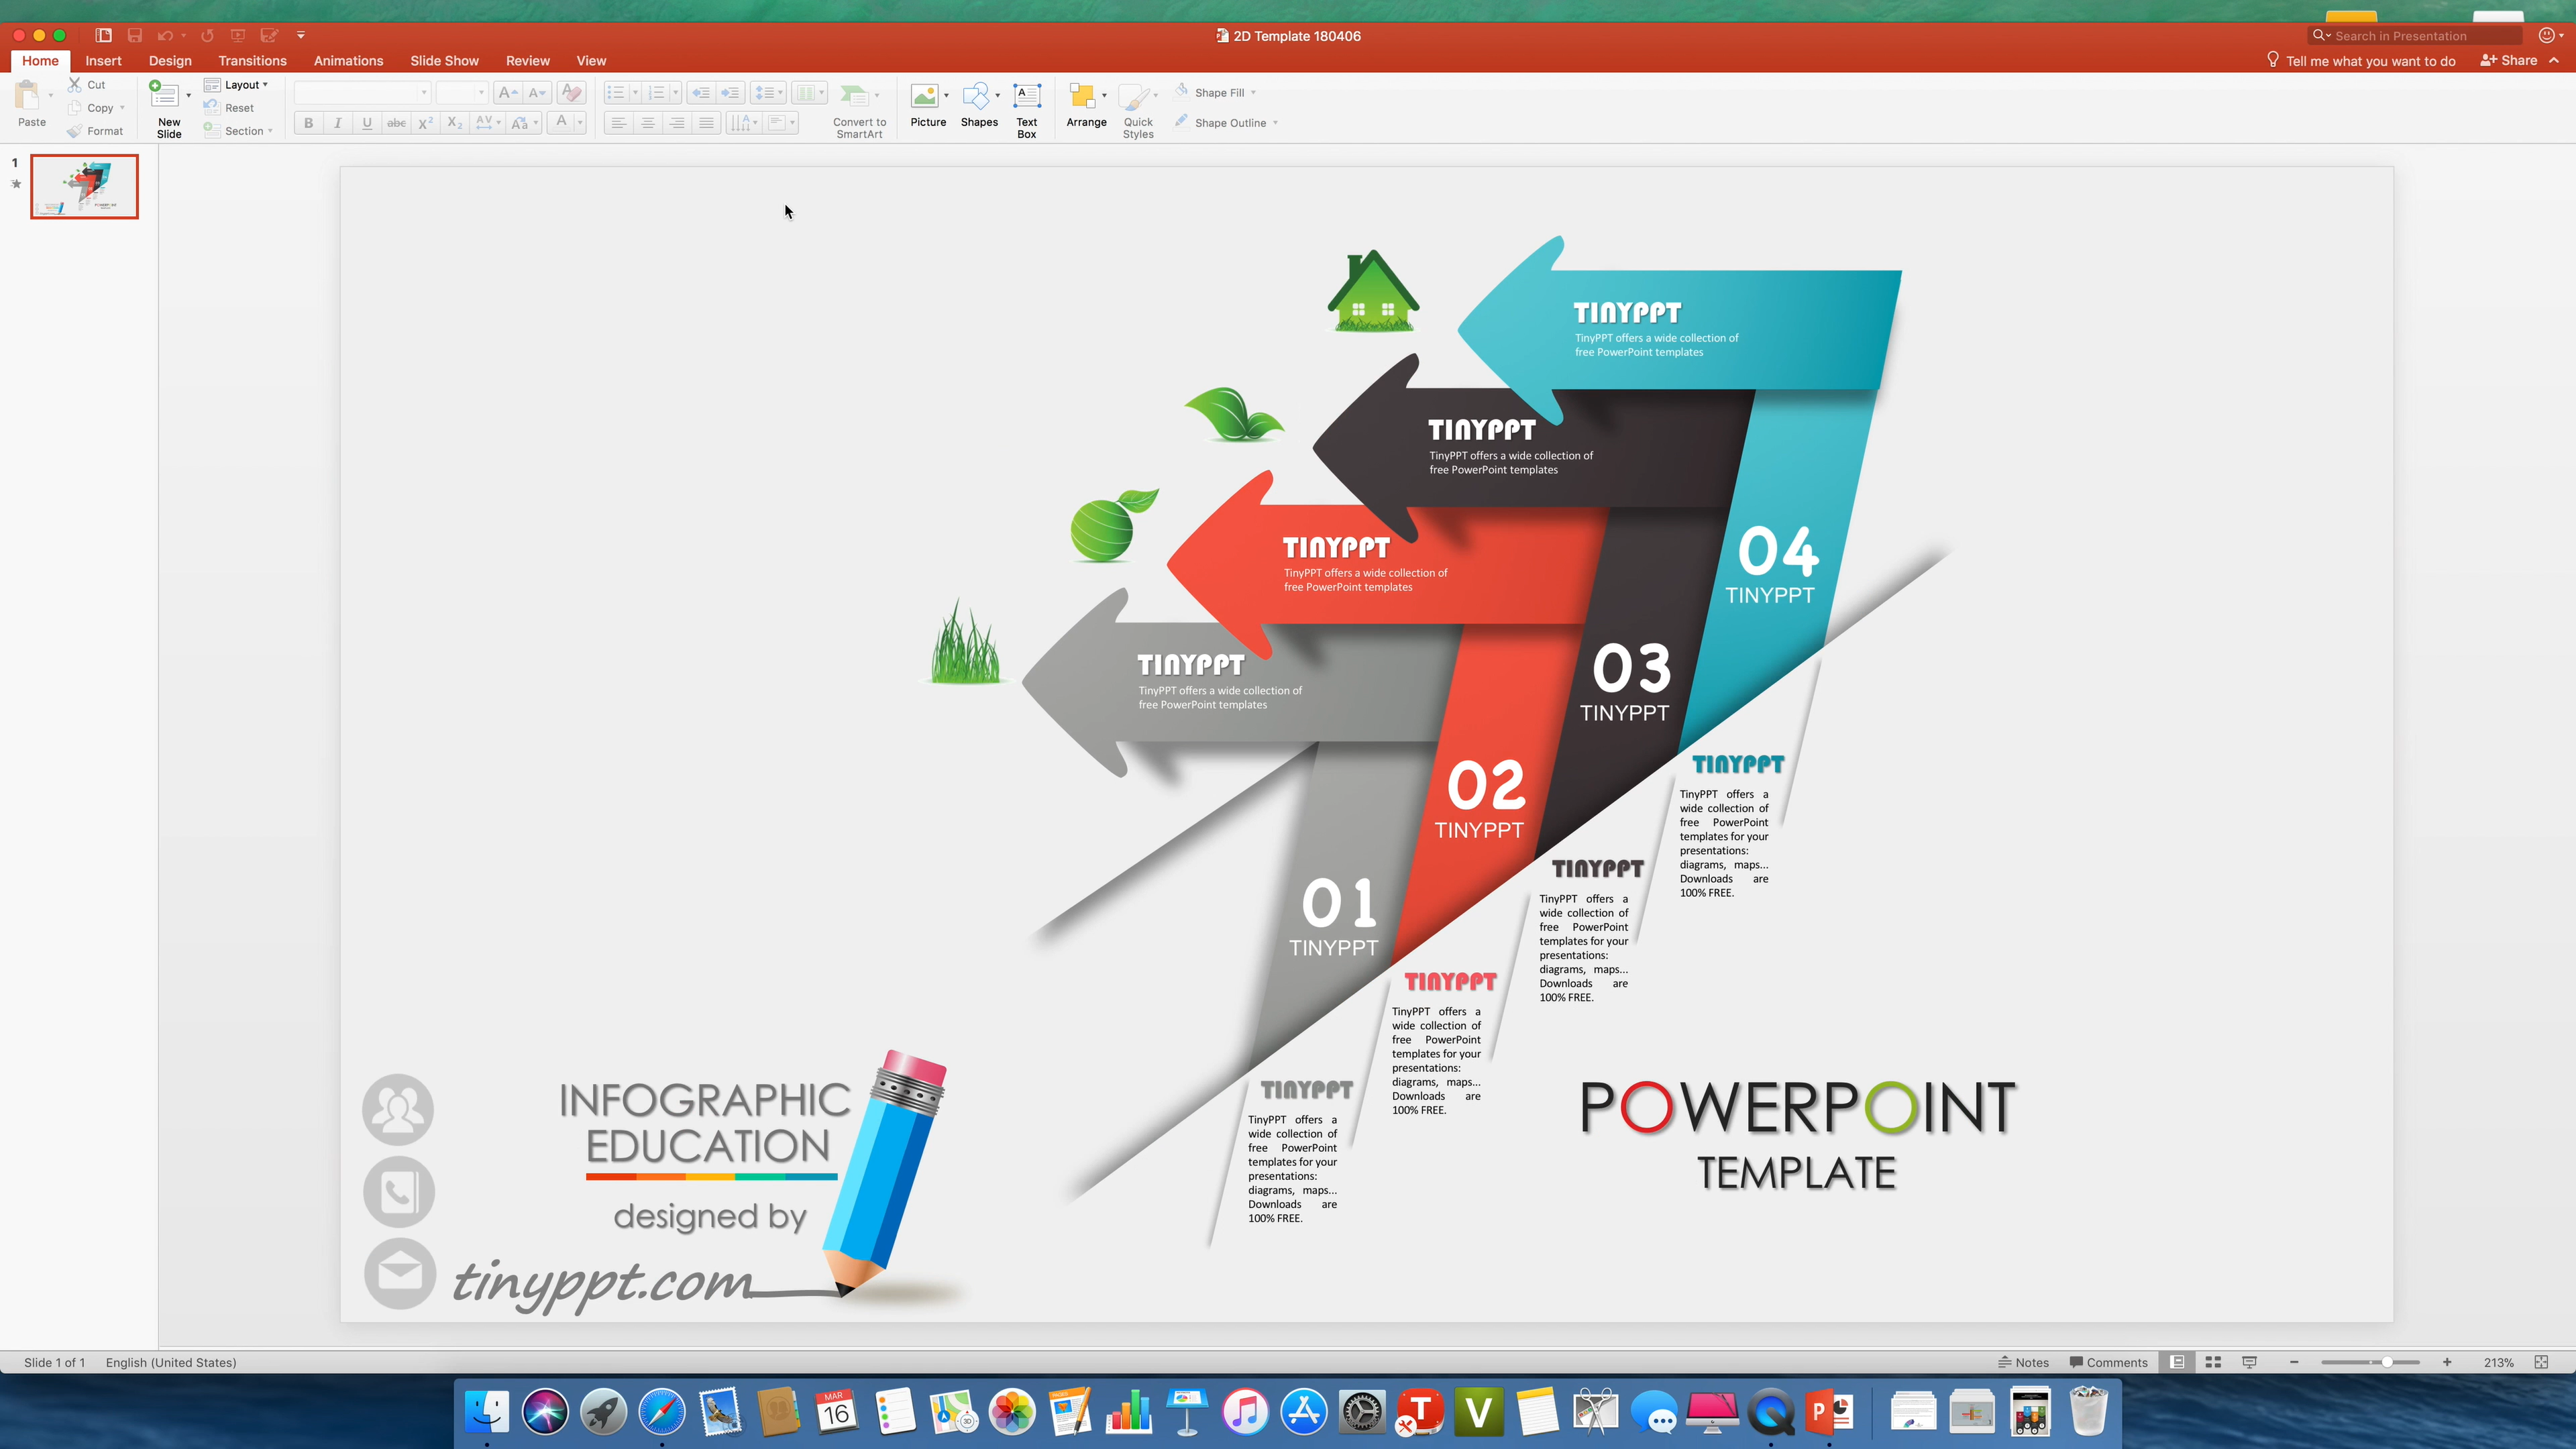 2D Template 180406
Search in Presentation
Home
Insert
Design
Transitions
Animations
Slide Show
Review
View
Tell me what you want to do
Share
Paste
Cut
Copy
Format
New
Slide
Layout
Reset
Section
Convert to
SmartArt
Picture
Shapes
Text
Box
Arrange
Quick
Styles
Shape Fill
Shape Outline
1
TINYPPT
TinyPPT offers a wide collection of
free PowerPoint templates
TINYPPT
TinyPPT offers a wide collection of
free PowerPoint templates
TINYPPT
TinyPPT offers a wide collection of
free PowerPoint templates
TINYPPT
TinyPPT offers a wide collection of
free PowerPoint templates
04
TINYPPT
03
TINYPPT
02
TINYPPT
01
TINYPPT
TINYPPT
TinyPPT offers a
wide collection of
free PowerPoint
templates for your
presentations:
diagrams, maps...
Downloads are
100% FREE.
TINYPPT
TinyPPT offers a
wide collection of
free PowerPoint
templates for your
presentations:
diagrams, maps...
Downloads are
100% FREE.
TINYPPT
TinyPPT offers a
wide collection of
free PowerPoint
templates for your
presentations:
diagrams, maps...
Downloads are
100% FREE.
TINYPPT
TinyPPT offers a
wide collection of
free PowerPoint
templates for your
presentations:
diagrams, maps...
Downloads are
100% FREE.
INFOGRAPHIC
EDUCATION
designed by
tinyppt.com
POWERPOINT
TEMPLATE
Slide 1 of 1
English (United States)
Notes
Comments
213%
MAR
16